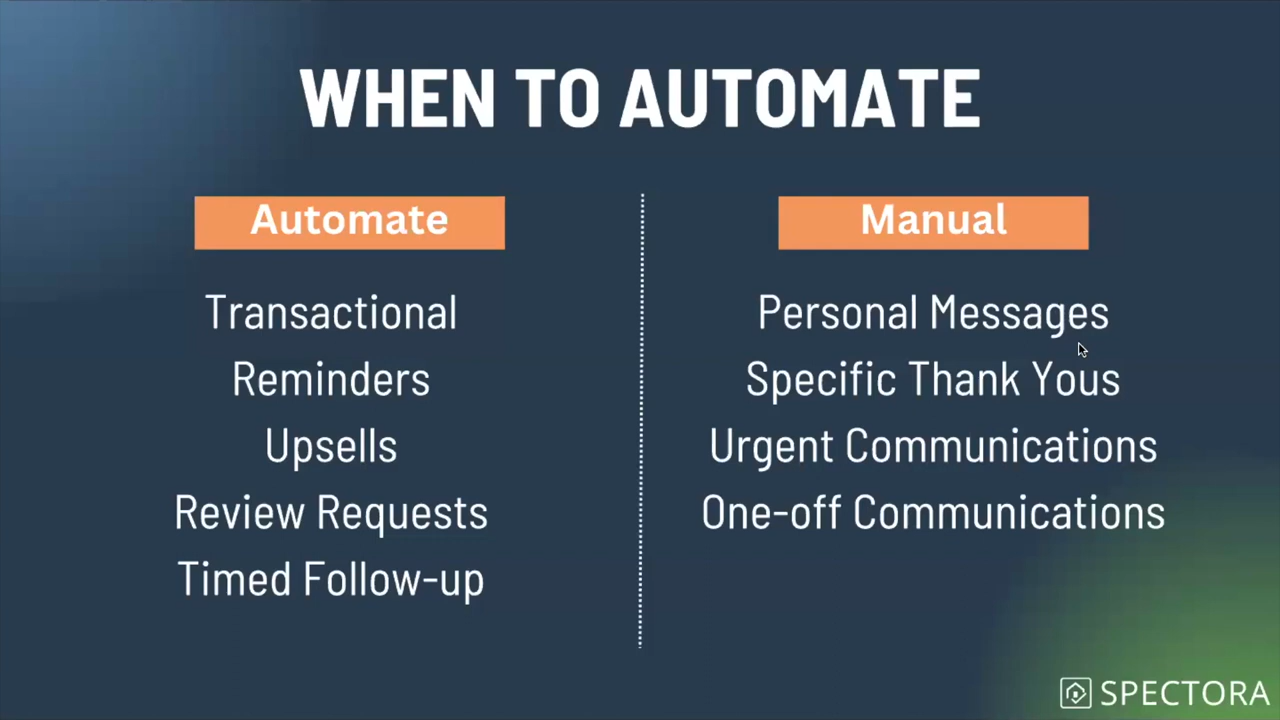 WHEN TO AUTOMATE
Automate
Transactional
Reminders
Upsells
Review Requests
Timed Follow-up
Manual
Personal Messages
Specific Thank Yous
Urgent Communications
One-off Communications
SPECTORA